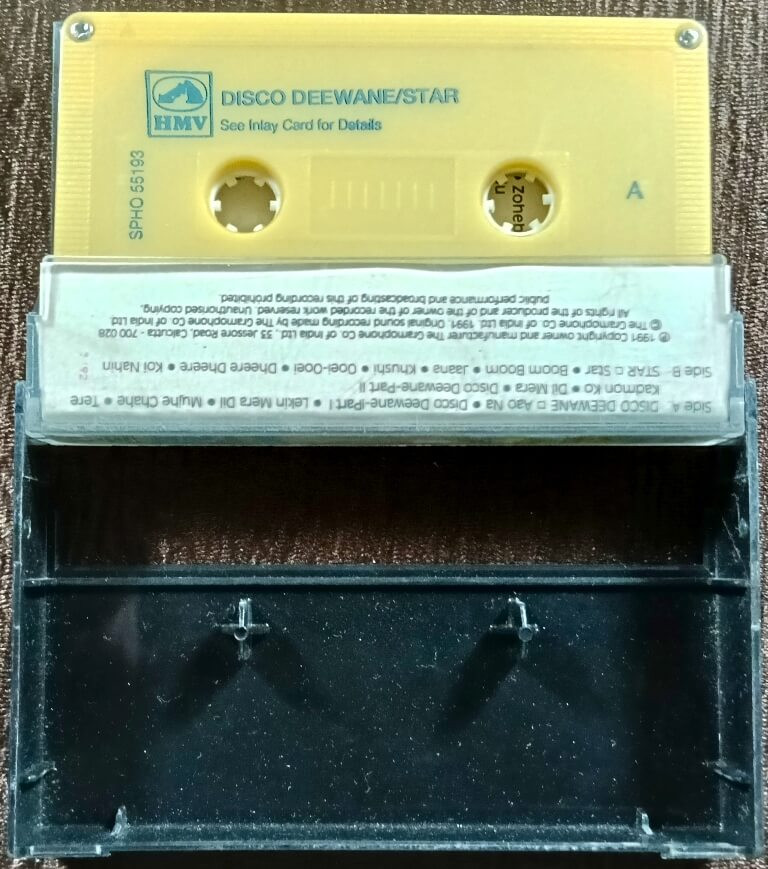 HMV
DISCO DEEWANE/STAR
See Inlay Card for Details
SPHO 55193
A
zoheb
Side A DISCO DEEWANE □ Aao Na ● Disco Deewane-IPart I ● Lekin Mera Dil ● Mujhe Chahe ● Tere
Kadmon Ko ● Dil Mera ● Disco Deewane-Part II
Side B STAR □ Star ● Boom Boom ● Jaana ● Khushi ● Ooei-Ooei ● Dheere Dheere ● Koi Nahin
℗ 1991 Copyright owner and manufacturer The Gramophone Co. of India Ltd., 33 Jessore Road, Calcutta - 700 028
© The Gramophone Co. of India Ltd. 1991. Original sound recording made by The Gramophone Co. of India Ltd.
All rights of the producer and of the owner of the recorded work reserved. Unauthorised copying,
public performance and broadcasting of this recording prohibited.